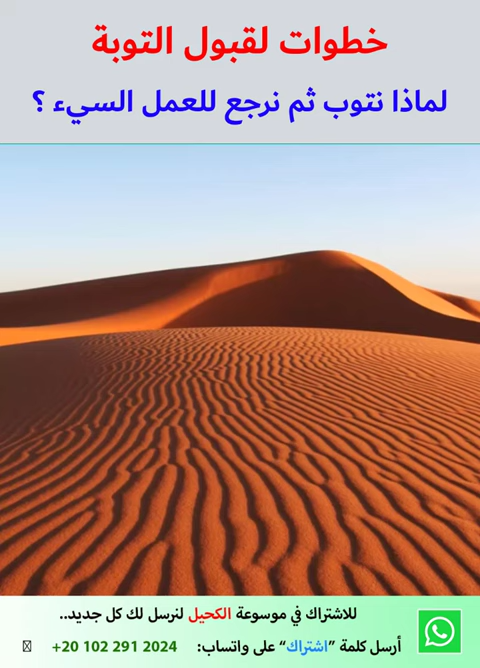 خطوات لقبول التوبة
لماذا نتوب ثم نرجع للعمل السيء ؟
للاشتراك في موسوعة الكحيل لنرسل لك كل جديد..
أرسل كلمة ”اشتراك“ على واتساب: +20 102 291 2024